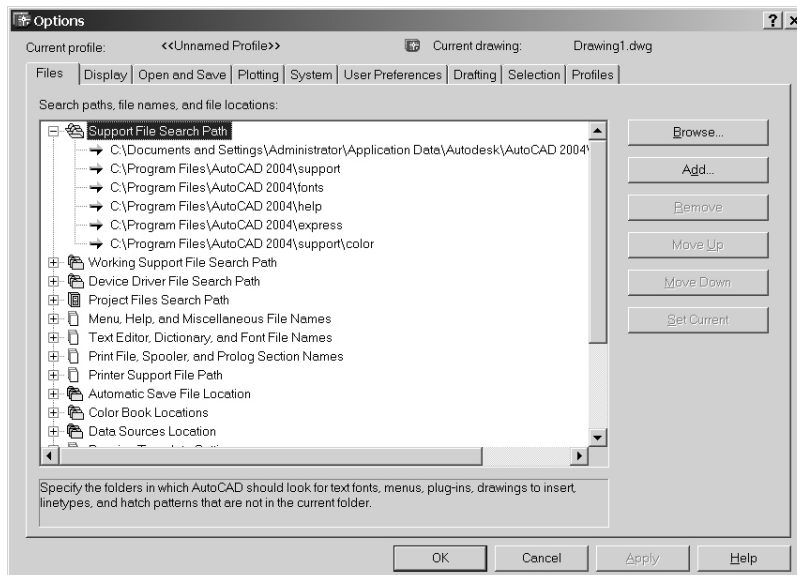 Options
Current profile: <<Unnamed Profile>> Current drawing: Drawing1.dwg
Files Display Open and Save Plotting System User Preferences Drafting Selection Profiles
Search paths, file names, and file locations:
Support File Search Path
C:\Documents and Settings\Administrator\Application Data\Autodesk\AutoCAD 2004\
C:\Program Files\AutoCAD 2004\support
C:\Program Files\AutoCAD 2004\fonts
C:\Program Files\AutoCAD 2004\help
C:\Program Files\AutoCAD 2004\express
C:\Program Files\AutoCAD 2004\support\color
Working Support File Search Path
Device Driver File Search Path
Project Files Search Path
Menu, Help, and Miscellaneous File Names
Text Editor, Dictionary, and Font File Names
Print File, Spooler, and Prolog Section Names
Printer Support File Path
Automatic Save File Location
Color Book Locations
Data Sources Location
Browse...
Add...
Remove
Move Up
Move Down
Set Current
Specify the folders in which AutoCAD should look for text fonts, menus, plug-ins, drawings to insert,
linetypes, and hatch patterns that are not in the current folder.
OK Cancel Apply Help